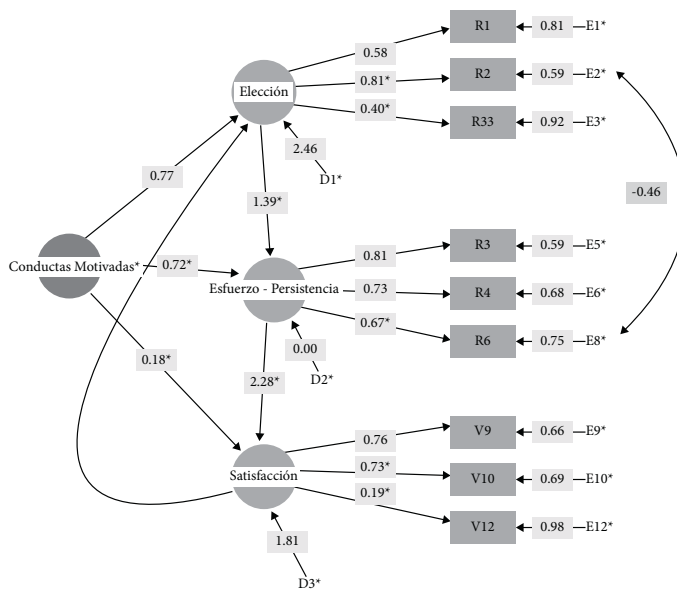 R1
0.81
E1*
0.58
R2
0.59
E2*
0.81*
Elección
0.40*
R33
0.92
E3*
2.46
D1*
0.77
1.39*
-0.46
R3
0.59
E5*
0.81
Conductas Motivadas*
0.72*
Esfuerzo - Persistencia
0.73
R4
0.68
E6*
0.67*
R6
0.75
E8*
0.00
D2*
0.18*
2.28*
V9
0.66
E9*
0.76
Satisfacción
0.73*
V10
0.69
E10*
0.19*
V12
0.98
E12*
1.81
D3*